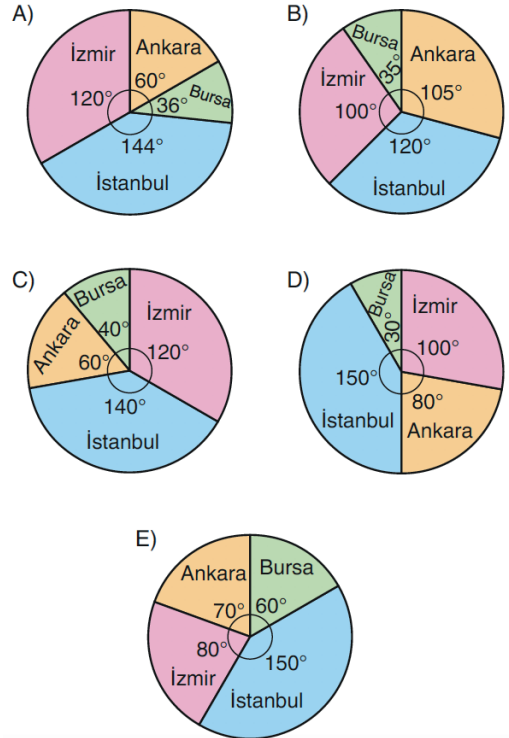 A)
İzmir
Ankara
60°
120°
36°
Bursa
144°
İstanbul
B)
Bursa
35°
Ankara
İzmir
105°
100°
120°
İstanbul
C)
Bursa
40°
İzmir
Ankara
60°
120°
140°
İstanbul
D)
Bursa
30°
İzmir
100°
150°
80°
İstanbul
Ankara
E)
Ankara
Bursa
70°
60°
80°
150°
İzmir
İstanbul